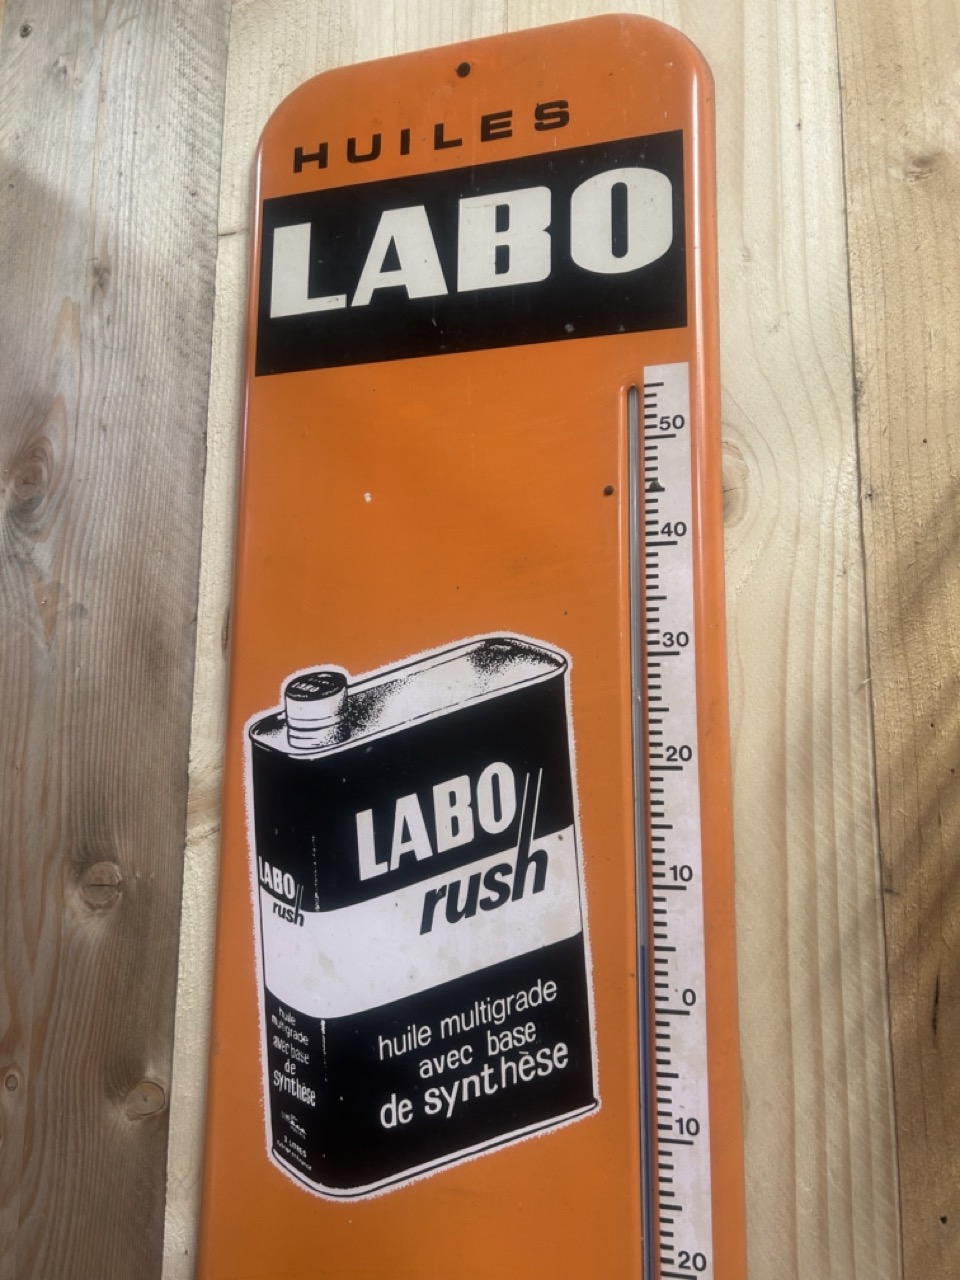 HUILES
LABO
50
40
30
20
10
0
10
20
LABO
LABO
rush
huile multigrade
avec base
de synthèse
LABO
rush
huile
multigrade
avec base
de
synthèse